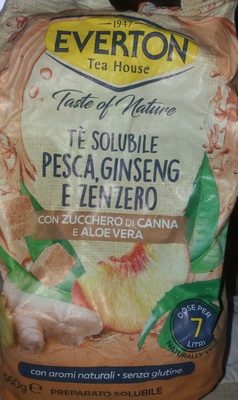 1947
EVERTON
Tea House
Taste of Nature
TÈ SOLUBILE
PESCA, GINSENG
E ZENZERO
CON ZUCCHERO DI CANNA
E ALOE VERA
DOSE PER
7
LITRI
con aromi naturali • senza glutine
560g e
PREPARATO SOLUBILE